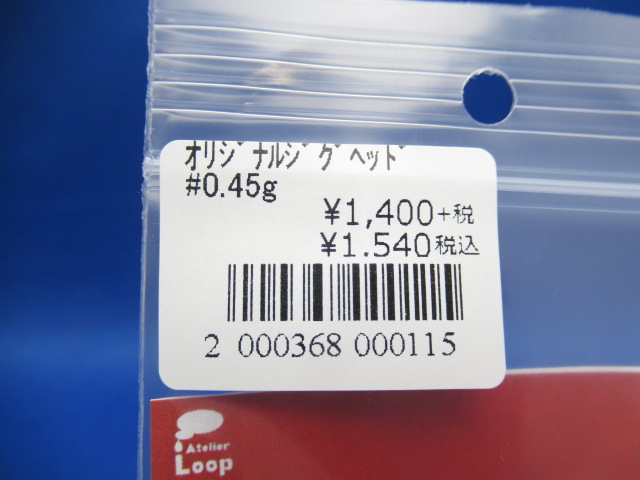 ｵﾘｼﾞﾅﾙｼﾞｸﾞﾍｯﾄﾞ
#0.45g
¥1,400+税
¥1.540税込
2 000368 000115
Atelier
Loop